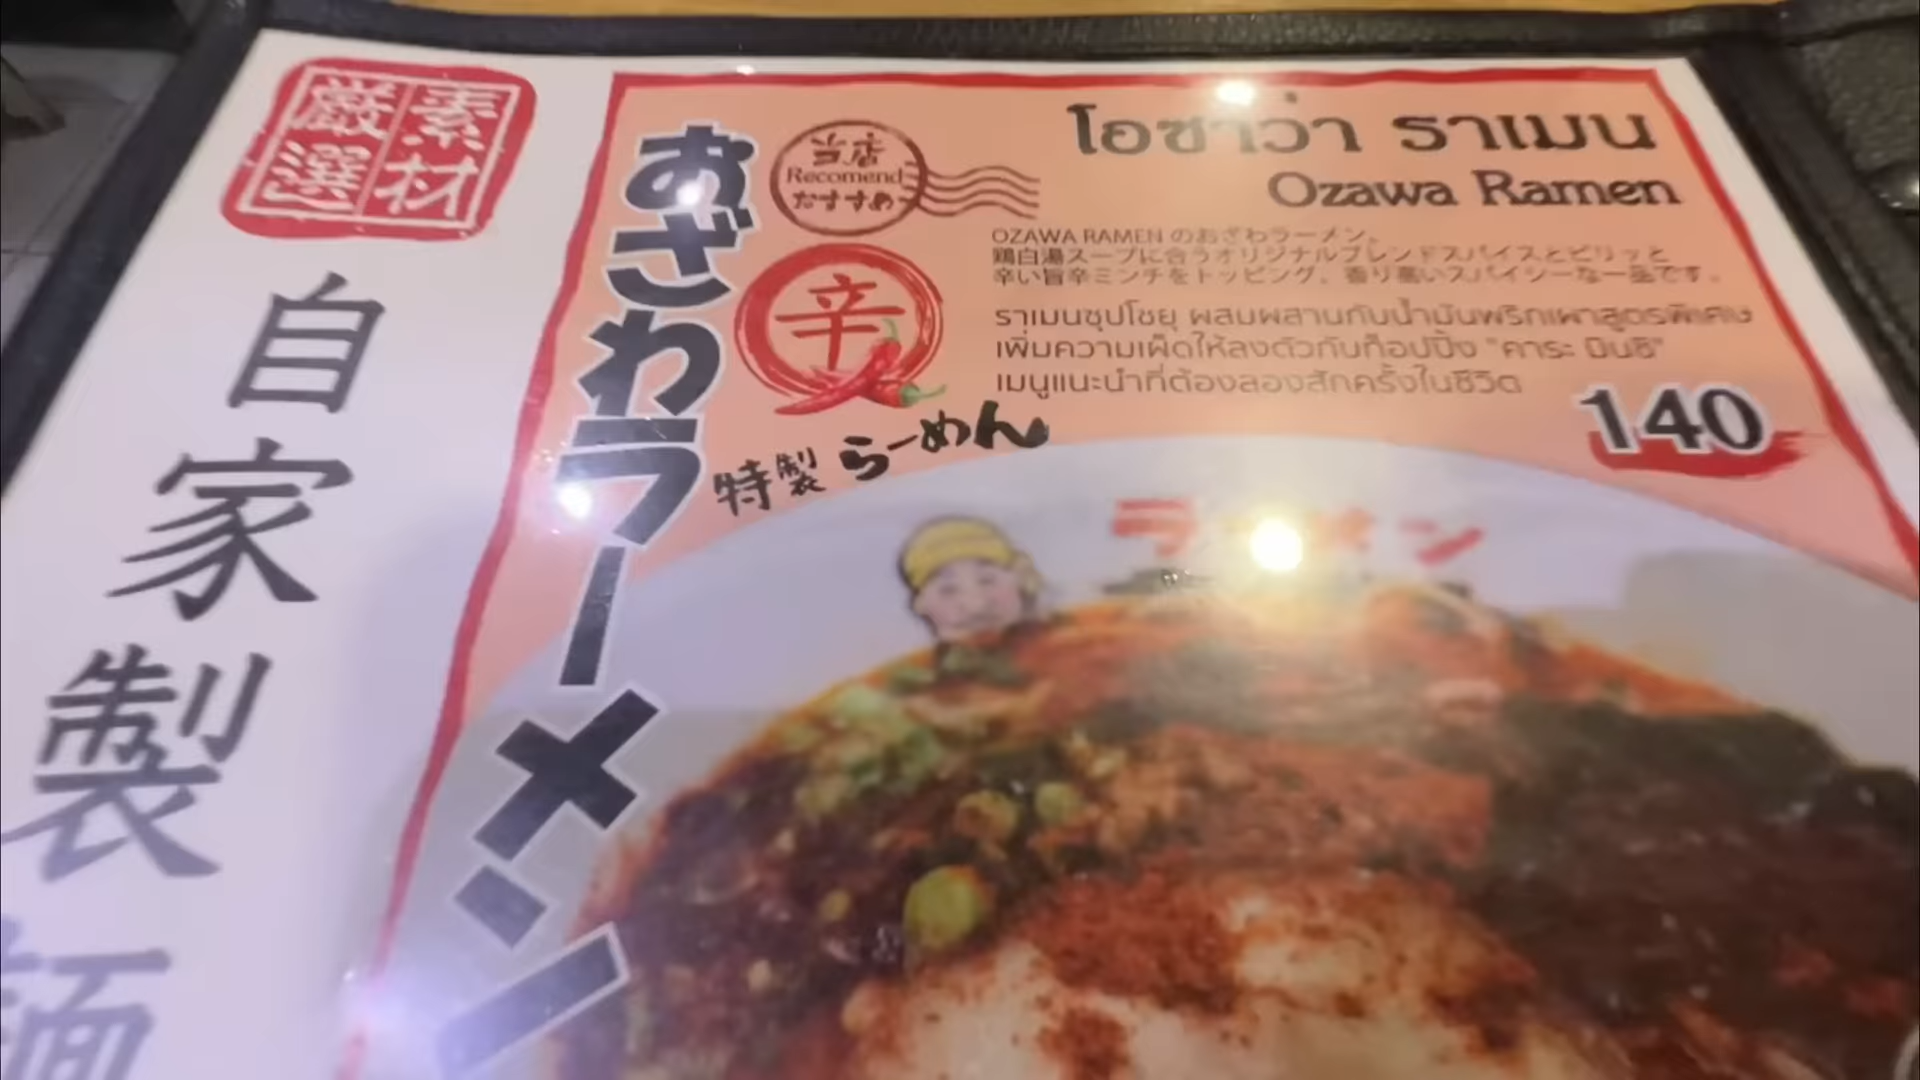 厳選
素材
自家製麺
おざわラーメン
当店
Recomend
おすすめ
辛
特製らーめん
โอซาว่า ราเมน
Ozawa Ramen
OZAWA RAMEN のおざわラーメン。
鶏白湯スープに合うオリジナルブレンドスパイスとピリッと
辛い旨辛ミンチをトッピング。香り高いスパイシーな一品です。
ราเมนซุปโชยุ ผสมผสานกับน้ำมันพริกเผาสูตรพิเศษ
เพิ่มความเผ็ดให้ลงตัวกับท็อปปิ้ง "คาระ มินชิ"
เมนูแนะนำที่ต้องลองสักครั้งในชีวิต
140
ラーメン